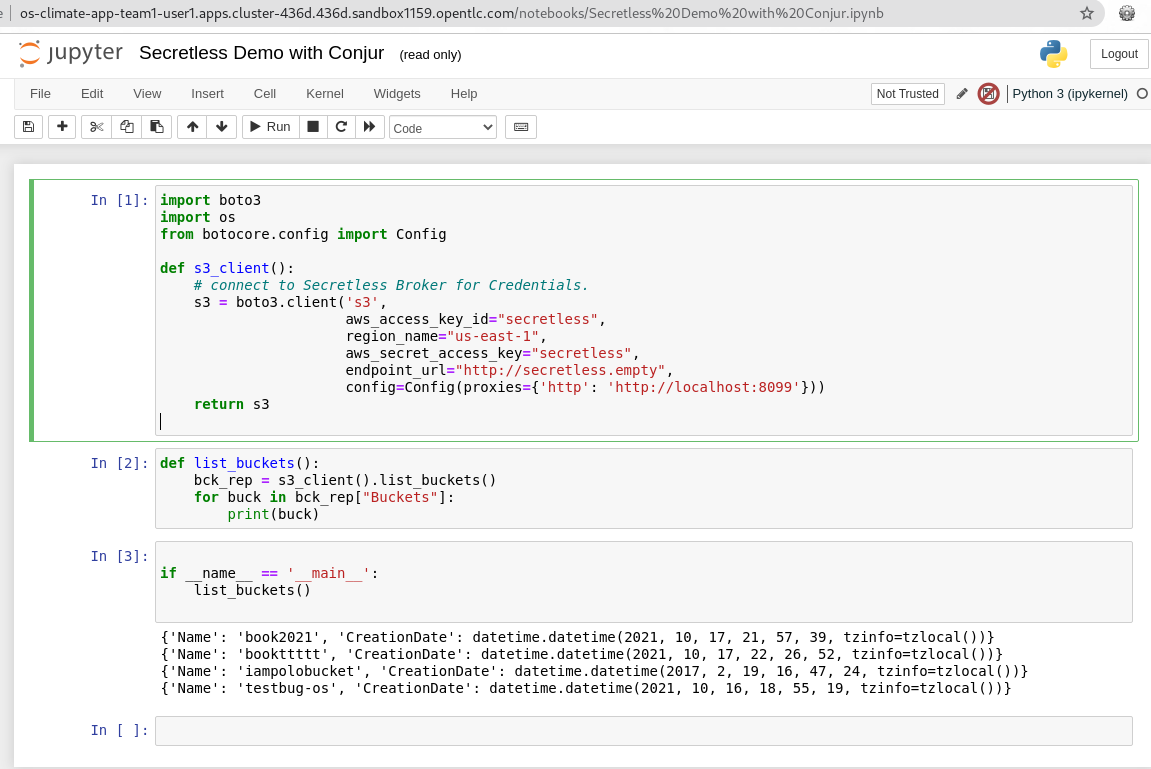 os-climate-app-team1-user1.apps.cluster-436d.436d.sandbox1159.opentlc.com/notebooks/Secretless%20Demo%20with%20Conjur.ipynb
jupyter Secretless Demo with Conjur (read only)
Logout
File Edit View Insert Cell Kernel Widgets Help
Not Trusted Python 3 (ipykernel)
Run Code
In [1]: import boto3
import os
from botocore.config import Config

def s3_client():
    # connect to Secretless Broker for Credentials.
    s3 = boto3.client('s3',
                      aws_access_key_id="secretless",
                      region_name="us-east-1",
                      aws_secret_access_key="secretless",
                      endpoint_url="http://secretless.empty",
                      config=Config(proxies={'http': 'http://localhost:8099'}))
    return s3
In [2]: def list_buckets():
    bck_rep = s3_client().list_buckets()
    for buck in bck_rep["Buckets"]:
        print(buck)
In [3]:
if __name__ == '__main__':
    list_buckets()
{'Name': 'book2021', 'CreationDate': datetime.datetime(2021, 10, 17, 21, 57, 39, tzinfo=tzlocal())}
{'Name': 'bookttttt', 'CreationDate': datetime.datetime(2021, 10, 17, 22, 26, 52, tzinfo=tzlocal())}
{'Name': 'iampolobucket', 'CreationDate': datetime.datetime(2017, 2, 19, 16, 47, 24, tzinfo=tzlocal())}
{'Name': 'testbug-os', 'CreationDate': datetime.datetime(2021, 10, 16, 18, 55, 19, tzinfo=tzlocal())}
In [ ]: